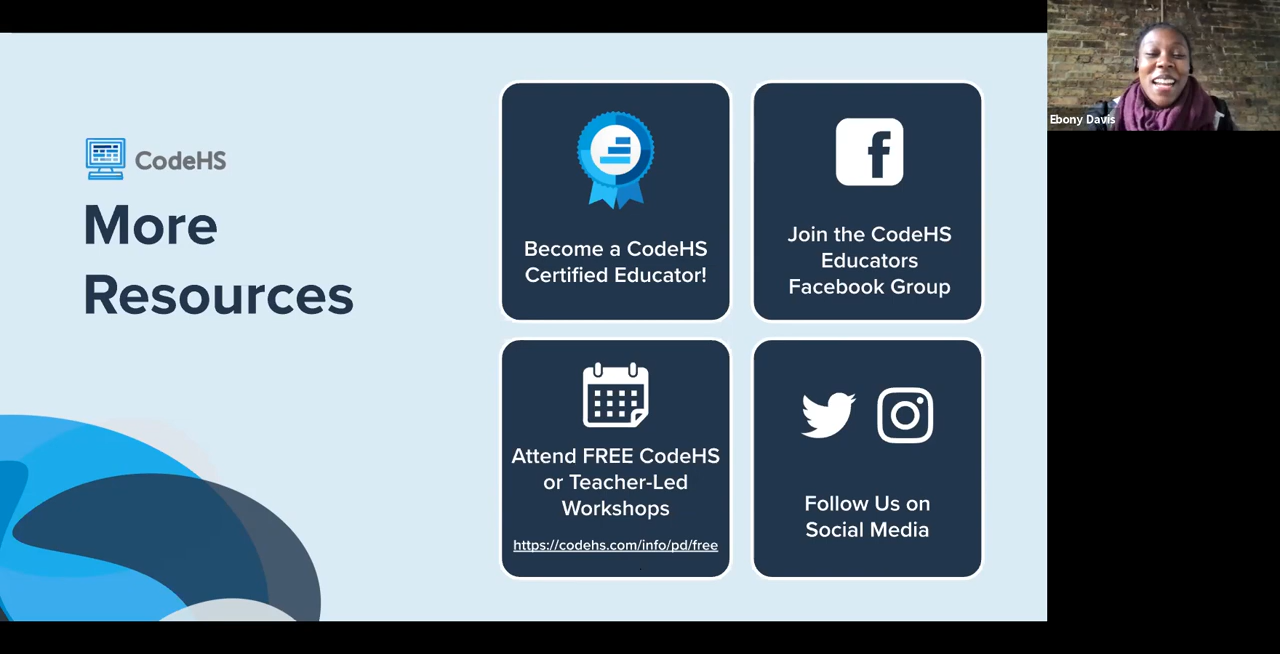 CodeHS
More
Resources
Become a CodeHS
Certified Educator!
Join the CodeHS
Educators
Facebook Group
Attend FREE CodeHS
or Teacher-Led
Workshops
https://codehs.com/info/pd/free
Follow Us on
Social Media
Ebony Davis